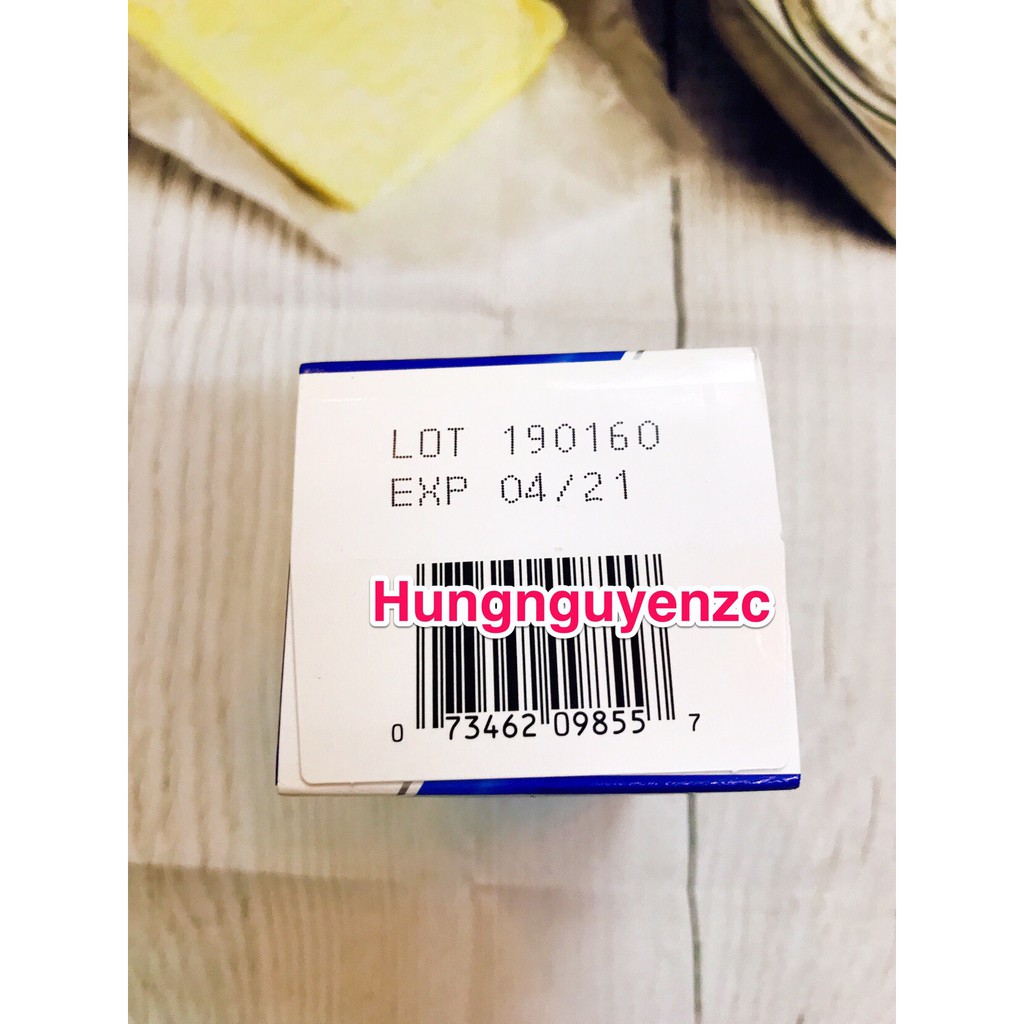 LOT 190160
EXP 04/21
Hungnguyenzc
0 73462 09855 7